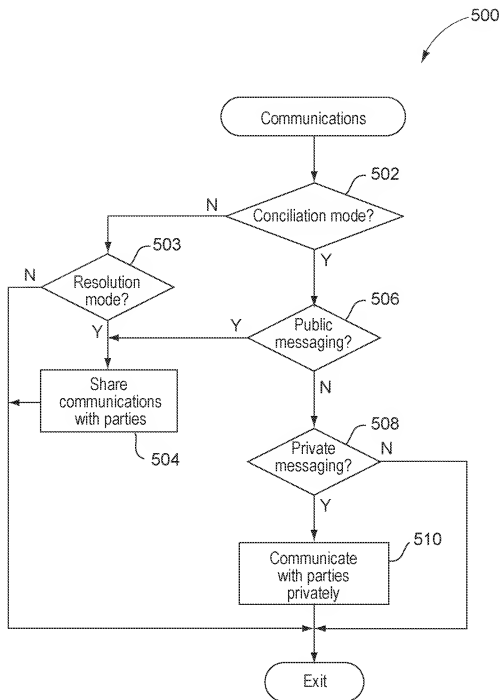 500
Communications
502
N
Conciliation mode?
503
Y
N
Resolution
mode?
506
Public
messaging?
Y
Y
N
Share
communications
with parties
504
508
Private
messaging?
N
Y
510
Communicate
with parties
privately
Exit